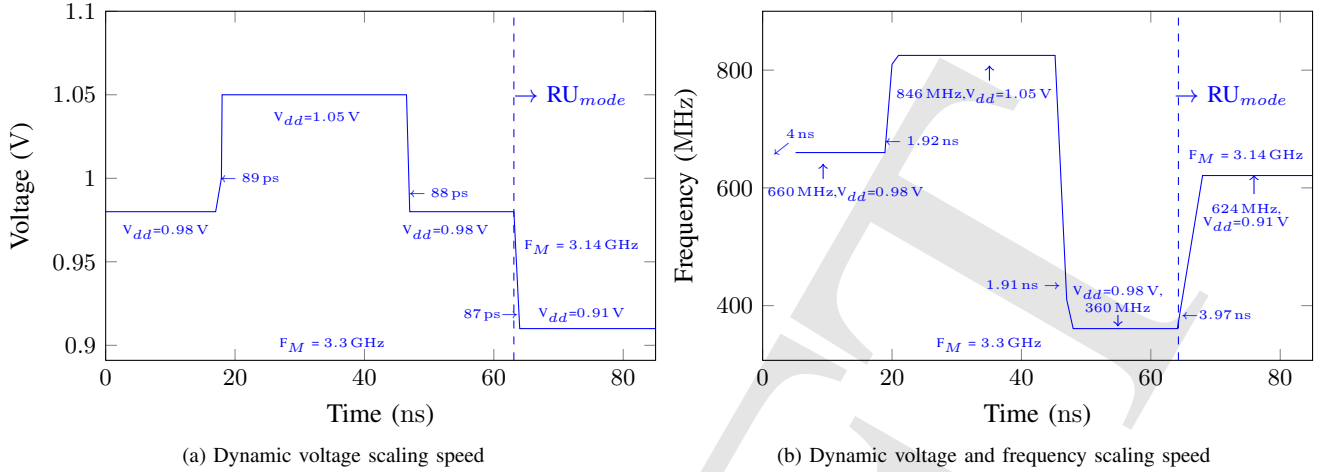 1.1
1.05
1
0.95
0.9
Voltage (V)
V_dd=1.05 V
RU_mode
89 ps
88 ps
V_dd=0.98 V
V_dd=0.98 V
F_M = 3.14 GHz
87 ps
V_dd=0.91 V
F_M = 3.3 GHz
0 20 40 60 80
Time (ns)
(a) Dynamic voltage scaling speed
800
600
400
Frequency (MHz)
846 MHz,V_dd=1.05 V
RU_mode
4 ns
1.92 ns
F_M = 3.14 GHz
660 MHz,V_dd=0.98 V
624 MHz,
V_dd=0.91 V
1.91 ns
V_dd=0.98 V,
360 MHz
3.97 ns
F_M = 3.3 GHz
0 20 40 60 80
Time (ns)
(b) Dynamic voltage and frequency scaling speed